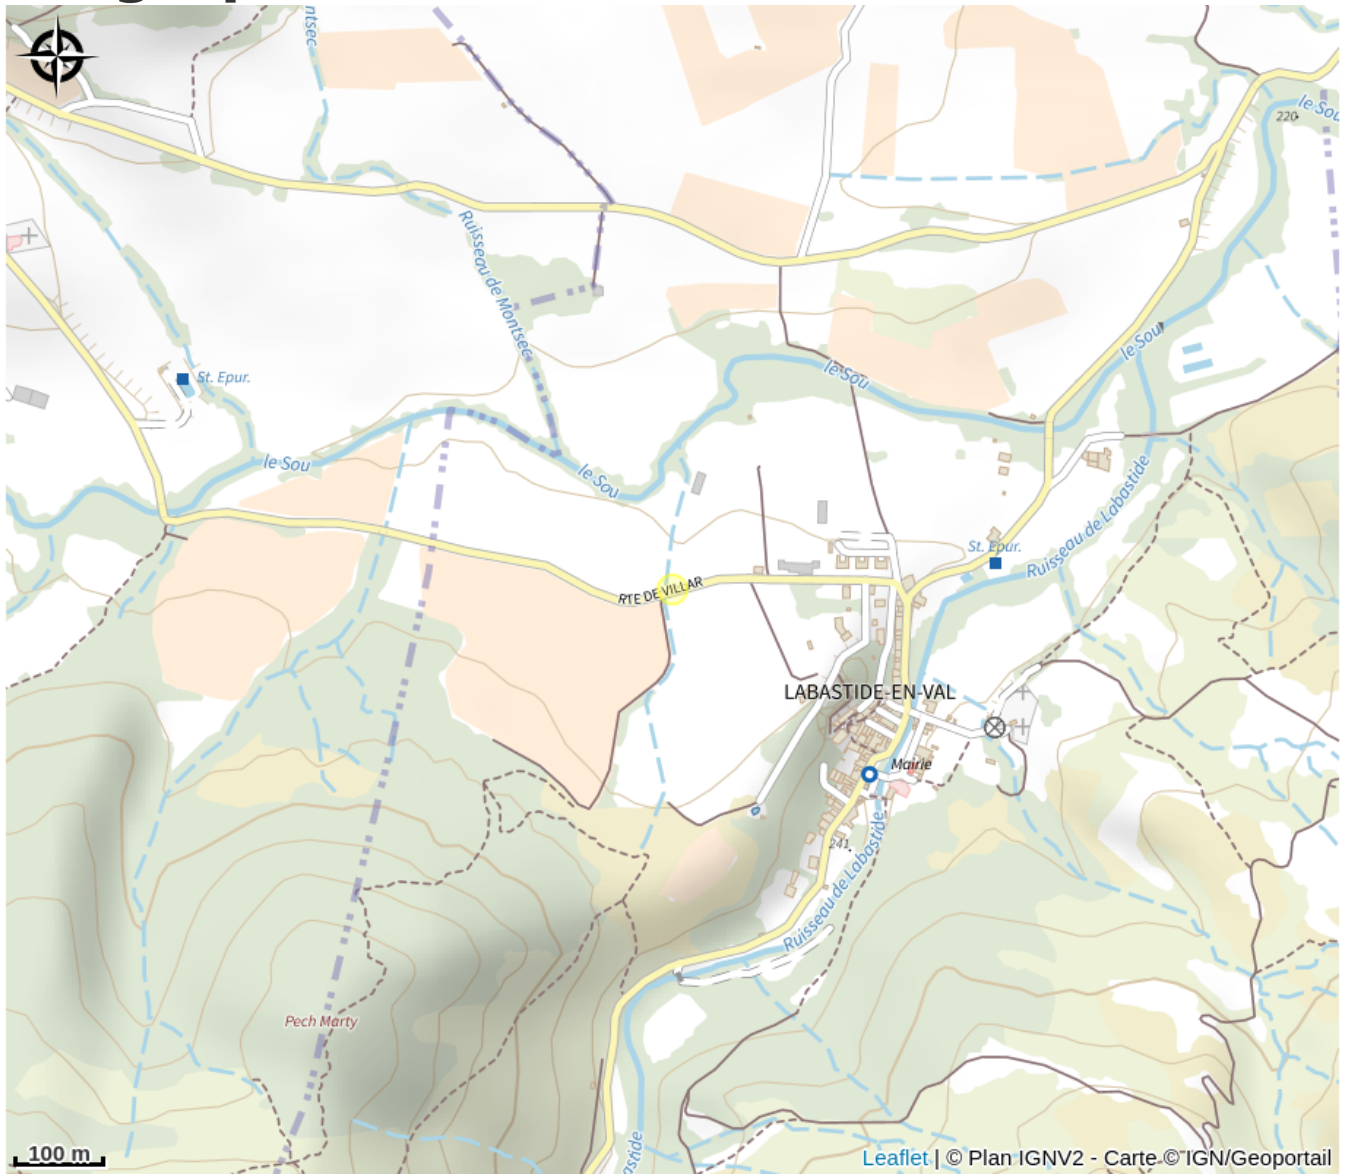 ntsec
le Sou
220
Ruisseau de Montsec
St. Epur.
le Sou
le Sou
le Sou
le Sou
Ruisseau de Labastide
St. Epur.
RTE DE VILLAR
LABASTIDE-EN-VAL
Mairie
241
Ruisseau de Labastide
Pech Marty
astide
100 m
Leaflet | © Plan IGNV2 - Carte © IGN/Geoportail